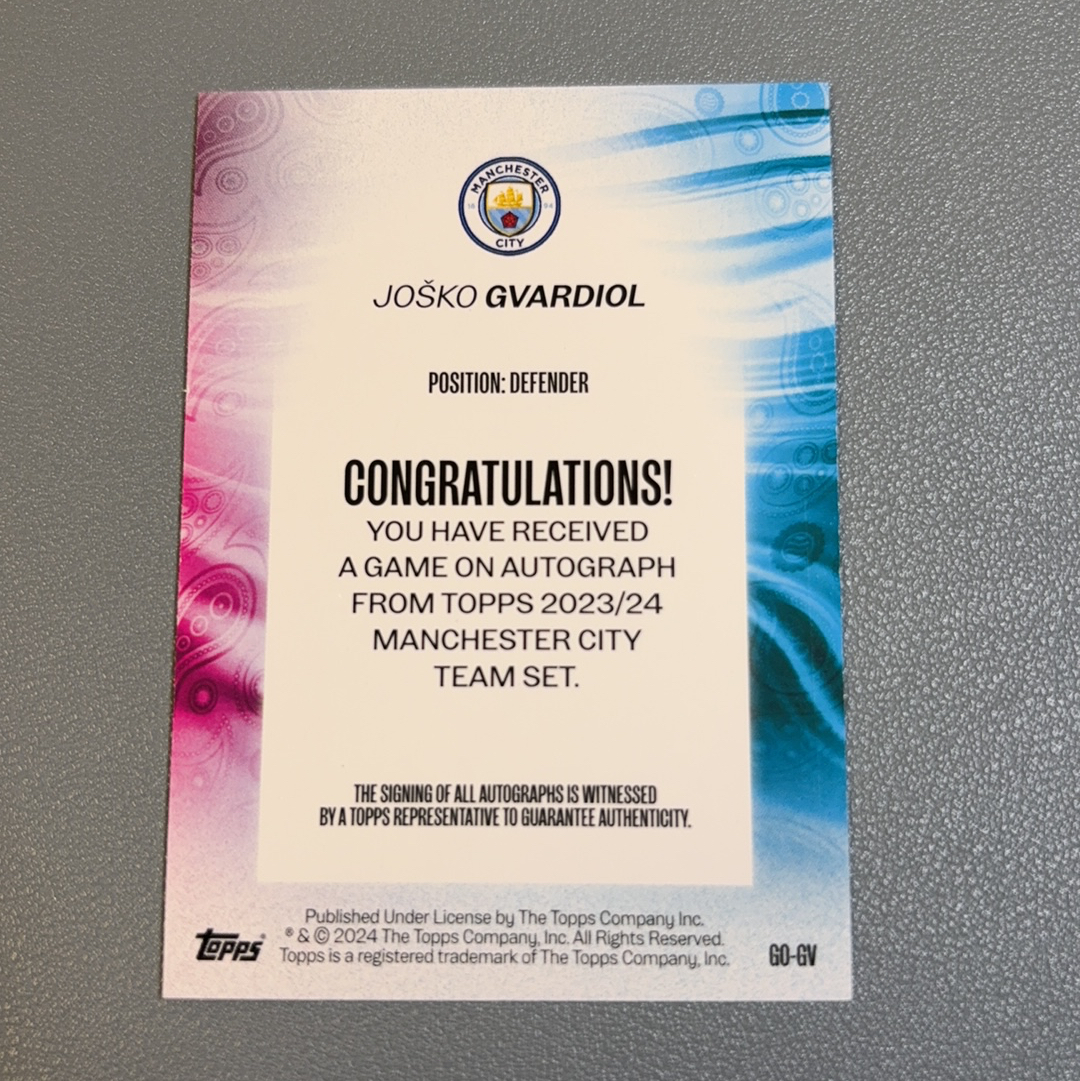 MANCHESTER
18 94
CITY
JOŠKO GVARDIOL
POSITION: DEFENDER
CONGRATULATIONS!
YOU HAVE RECEIVED
A GAME ON AUTOGRAPH
FROM TOPPS 2023/24
MANCHESTER CITY
TEAM SET.
THE SIGNING OF ALL AUTOGRAPHS IS WITNESSED
BY A TOPPS REPRESENTATIVE TO GUARANTEE AUTHENTICITY.
Published Under License by The Topps Company Inc.
® & © 2024 The Topps Company, Inc. All Rights Reserved.
Topps is a registered trademark of The Topps Company, Inc.
Topps®
GO-GV